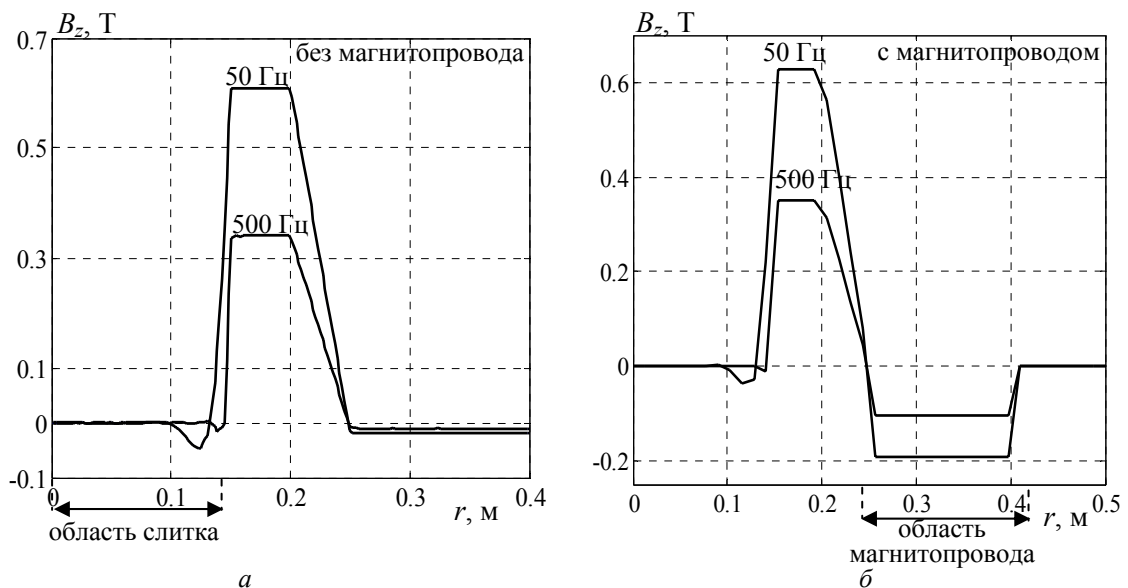 B_z, Т
без магнитопровода
0.7
50 Гц
0.5
500 Гц
0.3
0.1
0
-0.1
0
0.1
0.2
0.3
0.4
r, м
область слитка
а
B_z, Т
с магнитопроводом
50 Гц
0.6
500 Гц
0.4
0.2
0
-0.2
0
0.1
0.2
0.3
0.4
0.5
r, м
область
магнитопровода
б